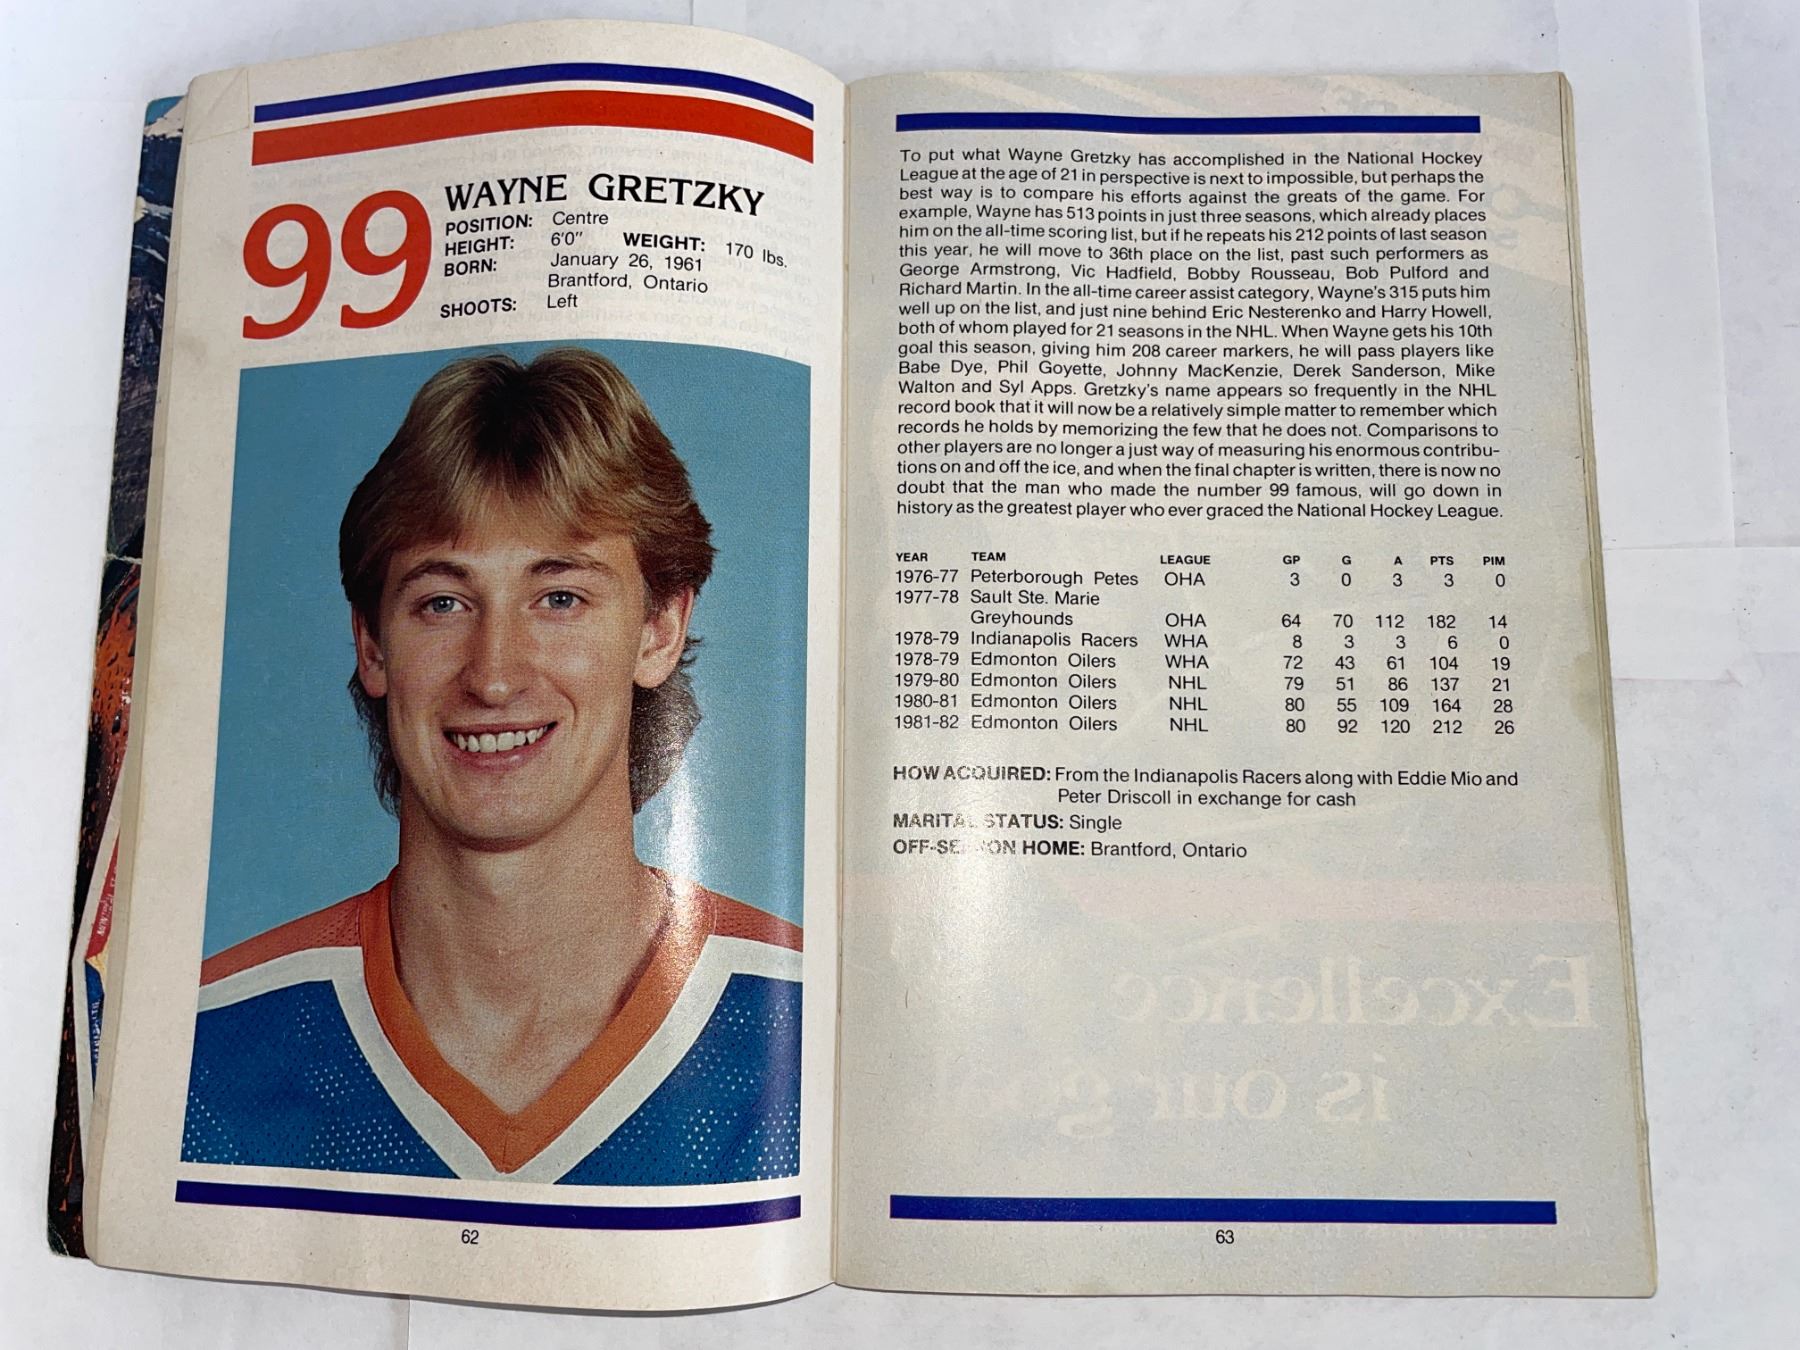 99
WAYNE GRETZKY
POSITION: Centre
HEIGHT: 6'0" WEIGHT: 170 lbs.
BORN: January 26, 1961
Brantford, Ontario
SHOOTS: Left
62
To put what Wayne Gretzky has accomplished in the National Hockey
League at the age of 21 in perspective is next to impossible, but perhaps the
best way is to compare his efforts against the greats of the game. For
example, Wayne has 513 points in just three seasons, which already places
him on the all-time scoring list, but if he repeats his 212 points of last season
this year, he will move to 36th place on the list, past such performers as
George Armstrong, Vic Hadfield, Bobby Rousseau, Bob Pulford and
Richard Martin. In the all-time career assist category, Wayne's 315 puts him
well up on the list, and just nine behind Eric Nesterenko and Harry Howell,
both of whom played for 21 seasons in the NHL. When Wayne gets his 10th
goal this season, giving him 208 career markers, he will pass players like
Babe Dye, Phil Goyette, Johnny MacKenzie, Derek Sanderson, Mike
Walton and Syl Apps. Gretzky's name appears so frequently in the NHL
record book that it will now be a relatively simple matter to remember which
records he holds by memorizing the few that he does not. Comparisons to
other players are no longer a just way of measuring his enormous contribu-
tions on and off the ice, and when the final chapter is written, there is now no
doubt that the man who made the number 99 famous, will go down in
history as the greatest player who ever graced the National Hockey League.
YEAR TEAM LEAGUE GP G A PTS PIM
1976-77 Peterborough Petes OHA 3 0 3 3 0
1977-78 Sault Ste. Marie
Greyhounds OHA 64 70 112 182 14
1978-79 Indianapolis Racers WHA 8 3 3 6 0
1978-79 Edmonton Oilers WHA 72 43 61 104 19
1979-80 Edmonton Oilers NHL 79 51 86 137 21
1980-81 Edmonton Oilers NHL 80 55 109 164 28
1981-82 Edmonton Oilers NHL 80 92 120 212 26
HOW ACQUIRED: From the Indianapolis Racers along with Eddie Mio and
Peter Driscoll in exchange for cash
MARITAL STATUS: Single
OFF-SEASON HOME: Brantford, Ontario
Excellence
is our goal
63